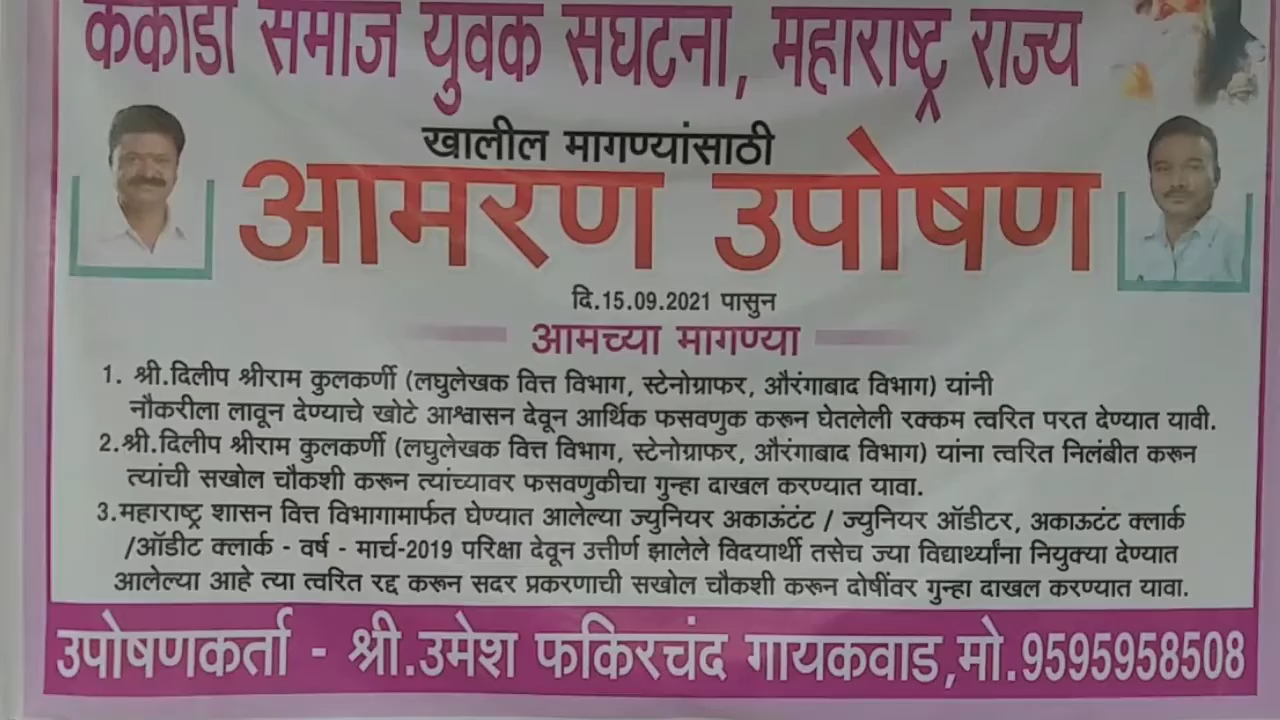 कैकाडी समाज युवक संघटना, महाराष्ट्र राज्य
खालील मागण्यांसाठी
आमरण उपोषण
दि.15.09.2021 पासुन
आमच्या मागण्या
1. श्री.दिलीप श्रीराम कुलकर्णी (लघुलेखक वित्त विभाग, स्टेनोग्राफर, औरंगाबाद विभाग) यांनी
नौकरीला लावून देण्याचे खोटे आश्वासन देवून आर्थिक फसवणुक करून घेतलेली रक्कम त्वरित परत देण्यात यावी.
2.श्री.दिलीप श्रीराम कुलकर्णी (लघुलेखक वित्त विभाग, स्टेनोग्राफर, औरंगाबाद विभाग) यांना त्वरित निलंबीत करून
त्यांची सखोल चौकशी करून त्यांच्यावर फसवणुकीचा गुन्हा दाखल करण्यात यावा.
3.महाराष्ट्र शासन वित्त विभागामार्फत घेण्यात आलेल्या ज्युनियर अकाऊंटंट / ज्युनियर ऑडीटर, अकाऊटंट क्लार्क
/ऑडीट क्लार्क - वर्ष - मार्च-2019 परिक्षा देवून उत्तीर्ण झालेले विदयार्थी तसेच ज्या विद्यार्थ्यांना नियुक्या देण्यात
आलेल्या आहे त्या त्वरित रद्द करून सदर प्रकरणाची सखोल चौकशी करून दोषींवर गुन्हा दाखल करण्यात यावा.
उपोषणकर्ता - श्री.उमेश फकिरचंद गायकवाड,मो.9595958508